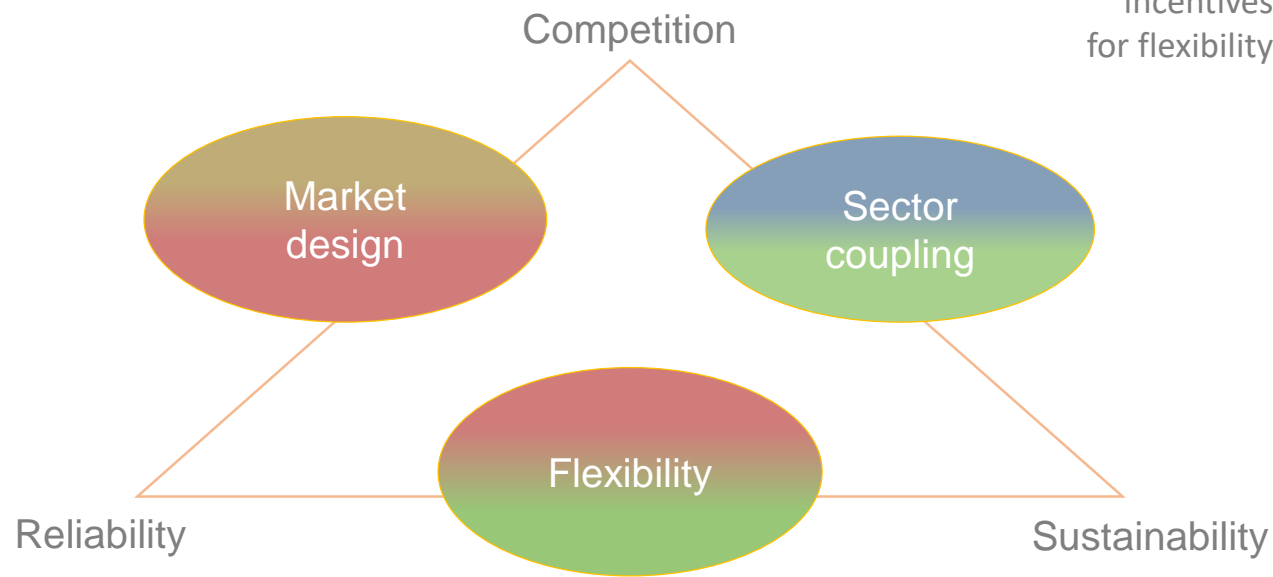 incentives
for flexibility
Competition
Market
design
Sector
coupling
Flexibility
Reliability
Sustainability